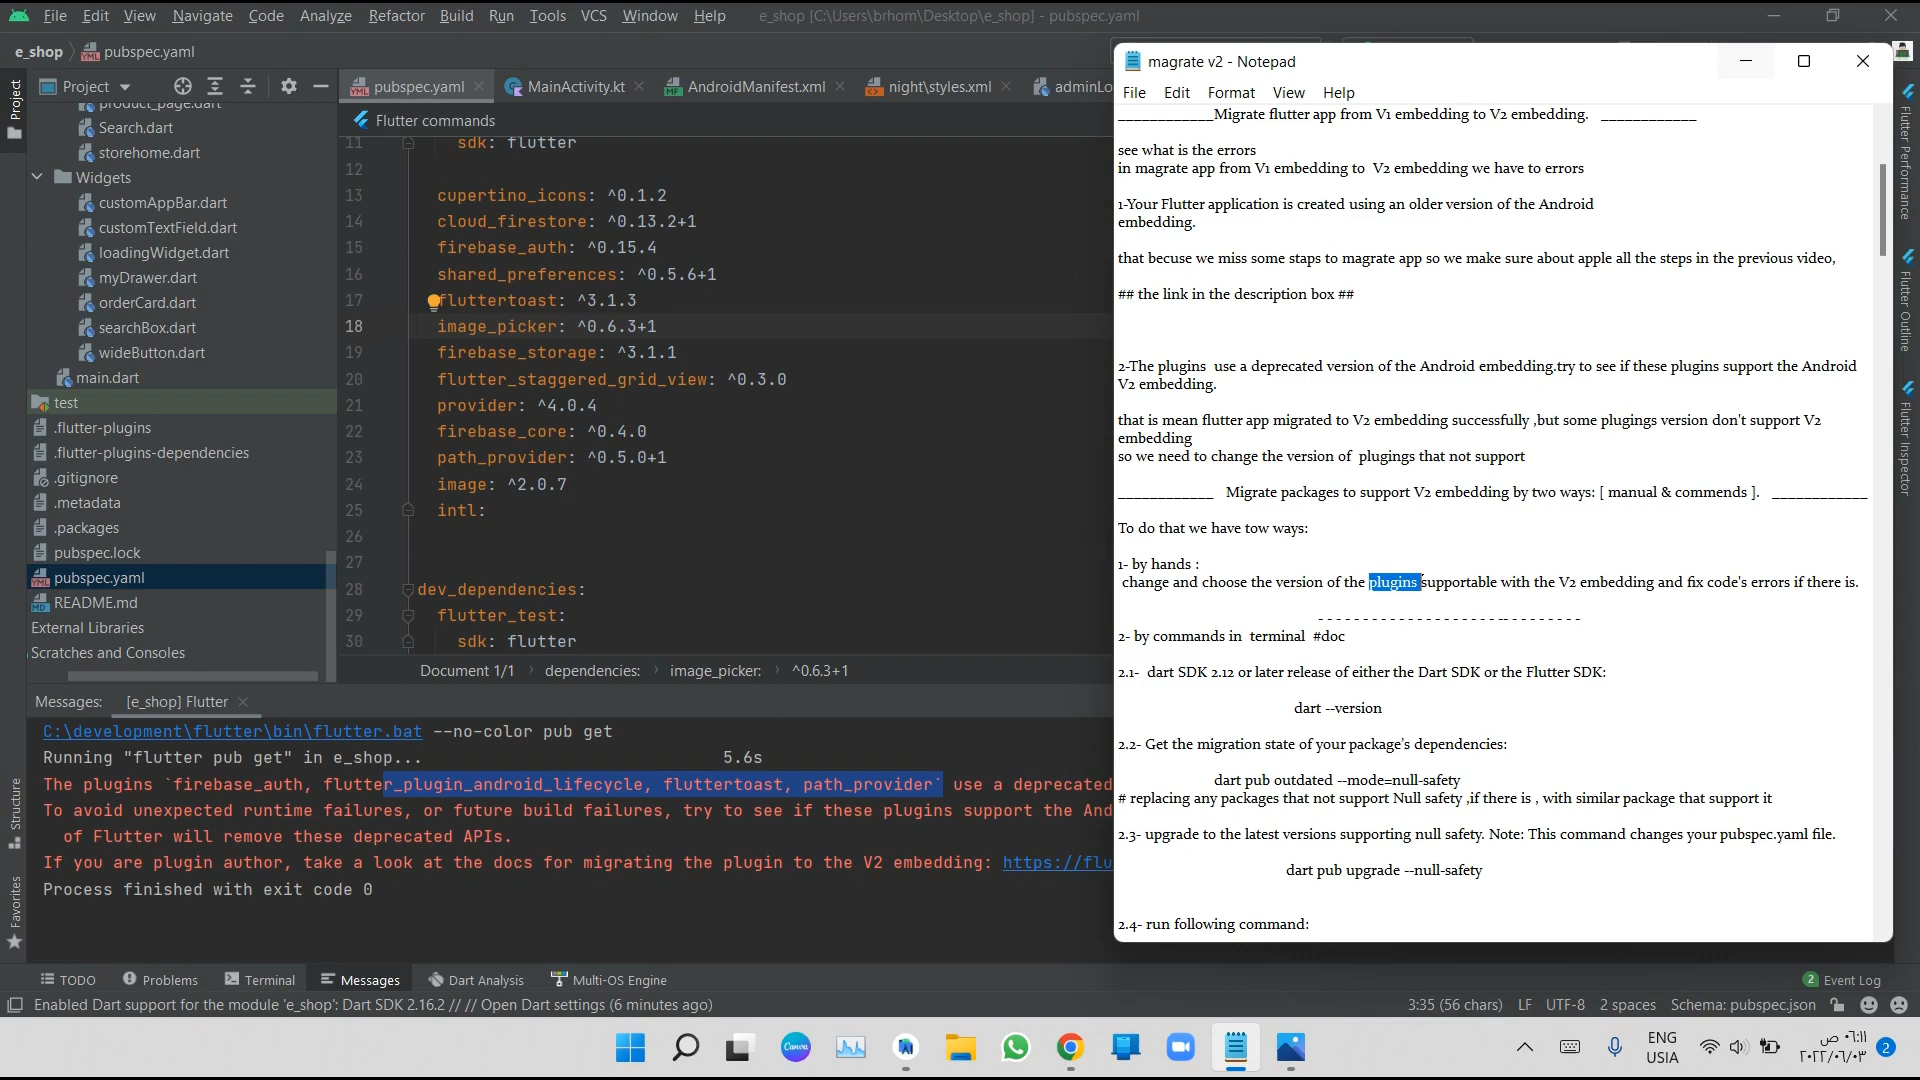 File Edit View Navigate Code Analyze Refactor Build Run Tools VCS Window Help e_shop [C:\Users\brhom\Desktop\e_shop] - pubspec.yaml
e_shop pubspec.yaml
Project
pubspec.yaml MainActivity.kt AndroidManifest.xml night\styles.xml adminLo
Project
product_page.dart
Search.dart
storehome.dart
Widgets
customAppBar.dart
customTextField.dart
loadingWidget.dart
myDrawer.dart
orderCard.dart
searchBox.dart
wideButton.dart
main.dart
test
.flutter-plugins
.flutter-plugins-dependencies
.gitignore
.metadata
.packages
pubspec.lock
pubspec.yaml
README.md
External Libraries
Scratches and Consoles
Flutter commands
11 sdk: flutter
12
13 cupertino_icons: ^0.1.2
14 cloud_firestore: ^0.13.2+1
15 firebase_auth: ^0.15.4
16 shared_preferences: ^0.5.6+1
17 fluttertoast: ^3.1.3
18 image_picker: ^0.6.3+1
19 firebase_storage: ^3.1.1
20 flutter_staggered_grid_view: ^0.3.0
21 provider: ^4.0.4
22 firebase_core: ^0.4.0
23 path_provider: ^0.5.0+1
24 image: ^2.0.7
25 intl:
26
27
28 dev_dependencies:
29 flutter_test:
30 sdk: flutter
Document 1/1 dependencies: image_picker: ^0.6.3+1
Messages: [e_shop] Flutter
C:\development\flutter\bin\flutter.bat --no-color pub get
Running "flutter pub get" in e_shop... 5.6s
The plugins `firebase_auth, flutter_plugin_android_lifecycle, fluttertoast, path_provider` use a deprecated
To avoid unexpected runtime failures, or future build failures, try to see if these plugins support the And
of Flutter will remove these deprecated APIs.
If you are plugin author, take a look at the docs for migrating the plugin to the V2 embedding: https://flu
Process finished with exit code 0
Structure
Favorites
magrate v2 - Notepad
File Edit Format View Help
____________Migrate flutter app from V1 embedding to V2 embedding. ____________
see what is the errors
in magrate app from V1 embedding to V2 embedding we have to errors
1-Your Flutter application is created using an older version of the Android
embedding.
that becuse we miss some staps to magrate app so we make sure about apple all the steps in the previous video,
## the link in the description box ##
2-The plugins use a deprecated version of the Android embedding.try to see if these plugins support the Android
V2 embedding.
that is mean flutter app migrated to V2 embedding successfully ,but some plugings version don't support V2
embedding
so we need to change the version of plugings that not support
____________ Migrate packages to support V2 embedding by two ways: [ manual & commends ]. ____________
To do that we have tow ways:
1- by hands :
change and choose the version of the plugins supportable with the V2 embedding and fix code's errors if there is.
- - - - - - - - - - - - - - - - - - - - -- - - - - - - - - -
2- by commands in terminal #doc
2.1- dart SDK 2.12 or later release of either the Dart SDK or the Flutter SDK:
dart --version
2.2- Get the migration state of your package's dependencies:
dart pub outdated --mode=null-safety
# replacing any packages that not support Null safety ,if there is , with similar package that support it
2.3- upgrade to the latest versions supporting null safety. Note: This command changes your pubspec.yaml file.
dart pub upgrade --null-safety
2.4- run following command:
Flutter Performance
Flutter Outline
Flutter Inspector
TODO Problems Terminal Messages Dart Analysis Multi-OS Engine 2 Event Log
Enabled Dart support for the module 'e_shop': Dart SDK 2.16.2 // // Open Dart settings (6 minutes ago) 3:35 (56 chars) LF UTF-8 2 spaces Schema: pubspec.json
Canva
ENG
USIA
٠٦:١١ ص
٢٠٢٢/٠٦/٠٣
2